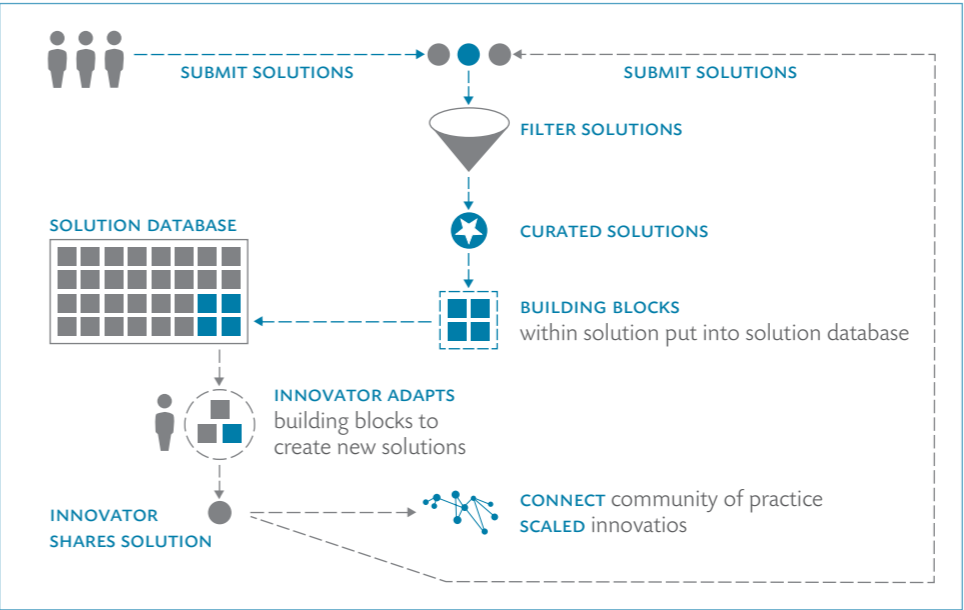 SUBMIT SOLUTIONS
SUBMIT SOLUTIONS
FILTER SOLUTIONS
SOLUTION DATABASE
CURATED SOLUTIONS
BUILDING BLOCKS
within solution put into solution database
INNOVATOR ADAPTS
building blocks to
create new solutions
INNOVATOR
SHARES SOLUTION
CONNECT community of practice
SCALED innovatios